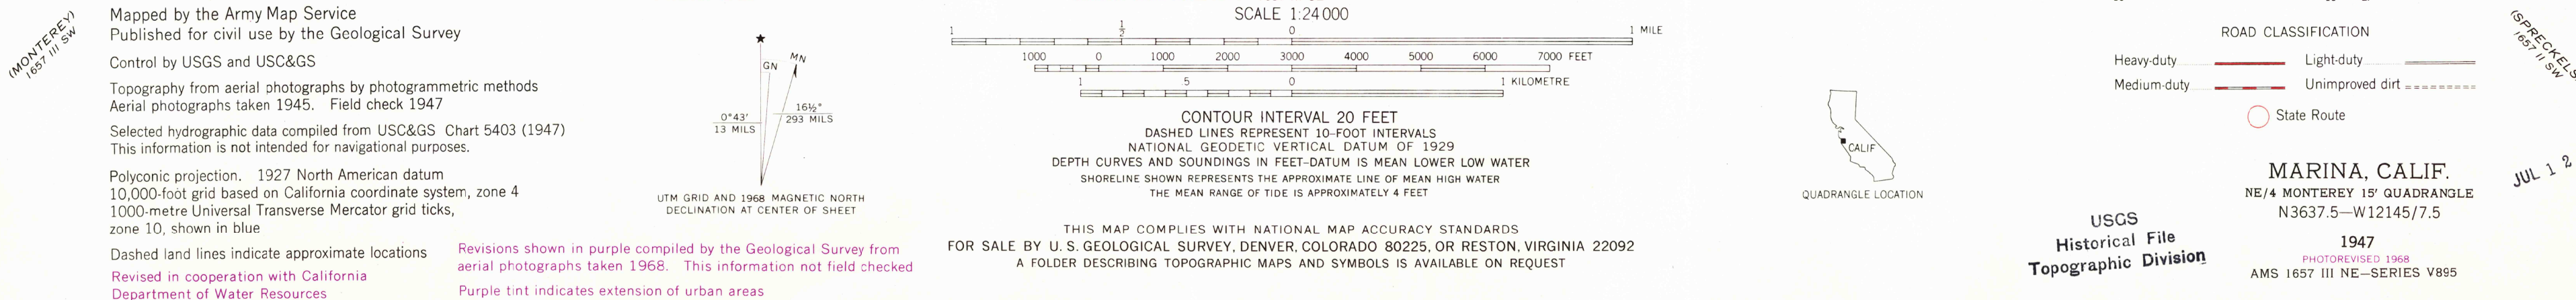 (MONTEREY)
1657 III SW
Mapped by the Army Map Service
Published for civil use by the Geological Survey
Control by USGS and USC&GS
Topography from aerial photographs by photogrammetric methods
Aerial photographs taken 1945. Field check 1947
Selected hydrographic data compiled from USC&GS Chart 5403 (1947)
This information is not intended for navigational purposes.
Polyconic projection. 1927 North American datum
10,000-foot grid based on California coordinate system, zone 4
1000-metre Universal Transverse Mercator grid ticks,
zone 10, shown in blue
Dashed land lines indicate approximate locations
Revised in cooperation with California
Department of Water Resources
Revisions shown in purple compiled by the Geological Survey from
aerial photographs taken 1968. This information not field checked
Purple tint indicates extension of urban areas
GN
MN
0°43'
13 MILS
16½°
293 MILS
UTM GRID AND 1968 MAGNETIC NORTH
DECLINATION AT CENTER OF SHEET
SCALE 1:24 000
1 ½ 0 1 MILE
1000 0 1000 2000 3000 4000 5000 6000 7000 FEET
1 5 0 1 KILOMETRE
CONTOUR INTERVAL 20 FEET
DASHED LINES REPRESENT 10-FOOT INTERVALS
NATIONAL GEODETIC VERTICAL DATUM OF 1929
DEPTH CURVES AND SOUNDINGS IN FEET-DATUM IS MEAN LOWER LOW WATER
SHORELINE SHOWN REPRESENTS THE APPROXIMATE LINE OF MEAN HIGH WATER
THE MEAN RANGE OF TIDE IS APPROXIMATELY 4 FEET
THIS MAP COMPLIES WITH NATIONAL MAP ACCURACY STANDARDS
FOR SALE BY U. S. GEOLOGICAL SURVEY, DENVER, COLORADO 80225, OR RESTON, VIRGINIA 22092
A FOLDER DESCRIBING TOPOGRAPHIC MAPS AND SYMBOLS IS AVAILABLE ON REQUEST
CALIF
QUADRANGLE LOCATION
ROAD CLASSIFICATION
Heavy-duty Light-duty
Medium-duty Unimproved dirt
State Route
(SPRECKELS
1657 II SW
USGS
Historical File
Topographic Division
MARINA, CALIF.
NE/4 MONTEREY 15' QUADRANGLE
N3637.5—W12145/7.5
1947
PHOTOREVISED 1968
AMS 1657 III NE—SERIES V895
JUL 1 2